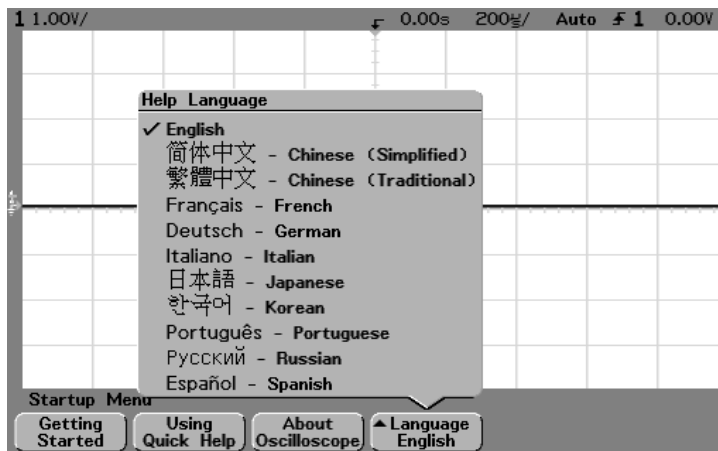 1 1.00V/ 0.00s 200㎲/ Auto 1 0.00V
Help Language
✓ English
简体中文 - Chinese (Simplified)
繁體中文 - Chinese (Traditional)
Français - French
Deutsch - German
Italiano - Italian
日本語 - Japanese
한국어 - Korean
Português - Portuguese
Русский - Russian
Español - Spanish
Startup Menu
Getting Started
Using Quick Help
About Oscilloscope
Language English